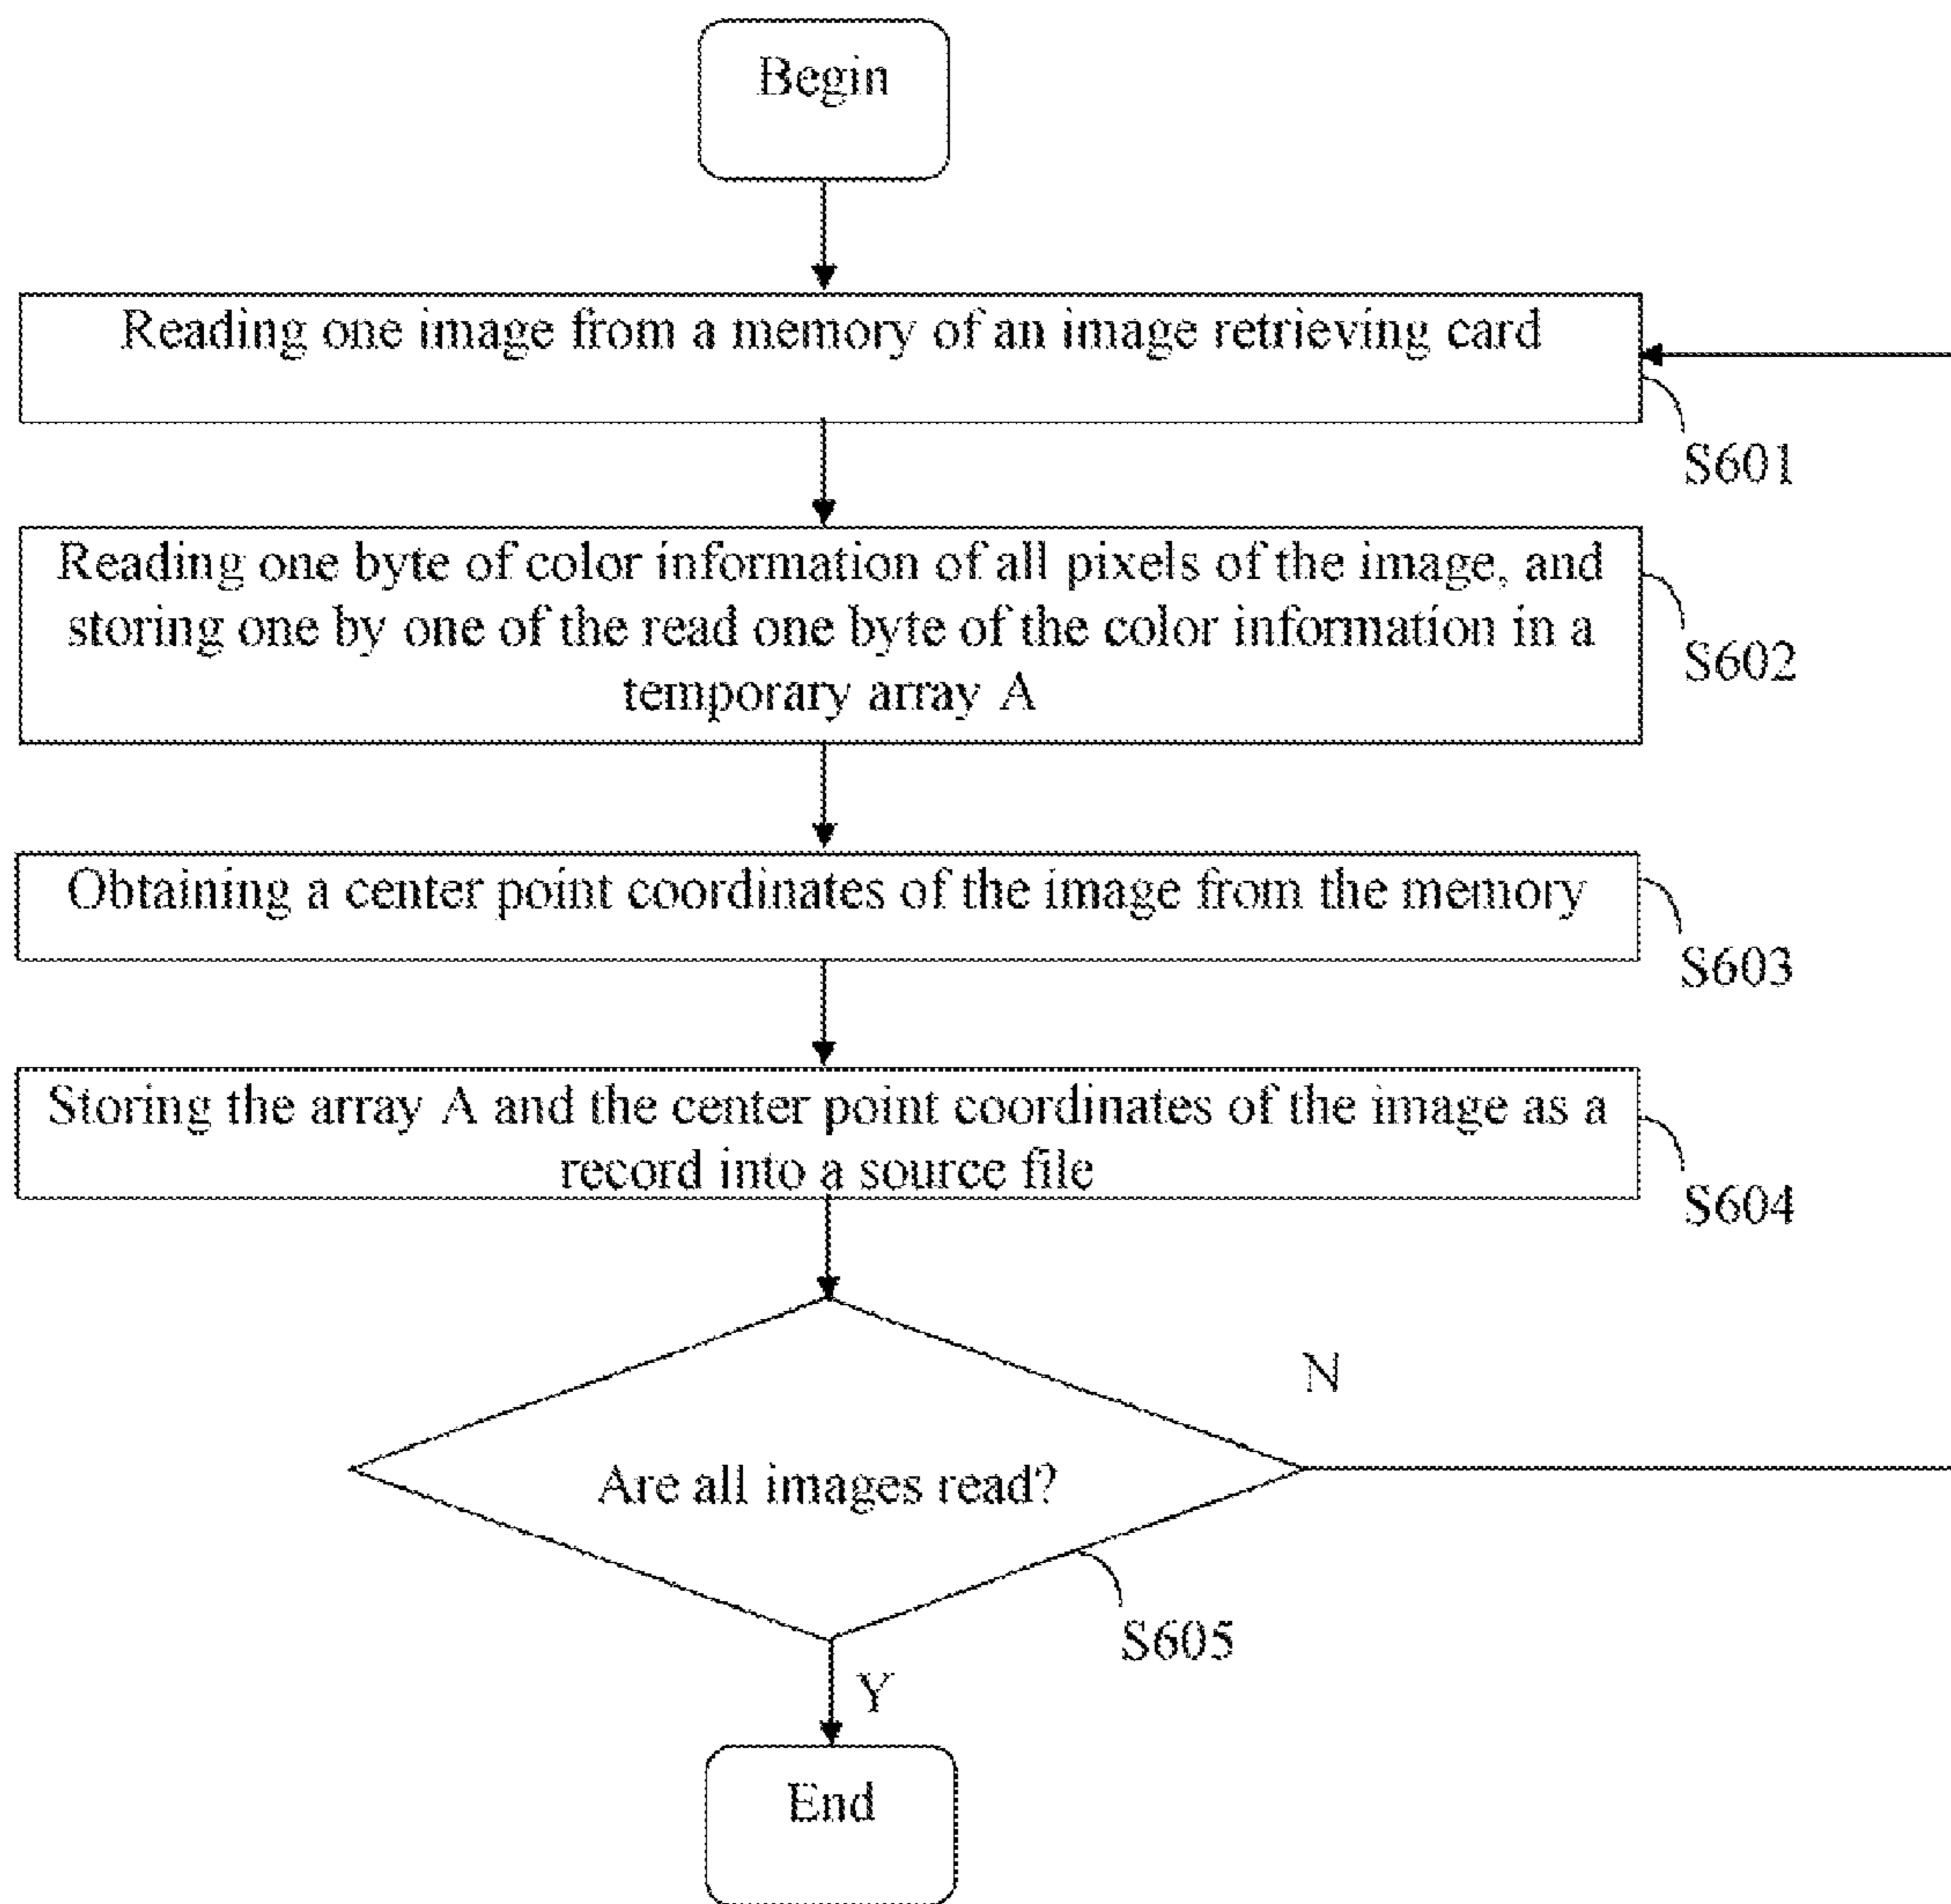 Begin
Reading one image from a memory of an image retrieving card
S601
Reading one byte of color information of all pixels of the image, and
storing one by one of the read one byte of the color information in a
temporary array A
S602
Obtaining a center point coordinates of the image from the memory
S603
Storing the array A and the center point coordinates of the image as a
record into a source file
S604
N
Are all images read?
S605
Y
End